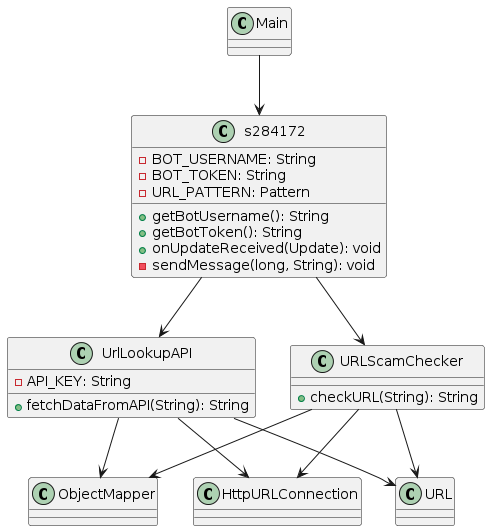 C Main
C s284172
BOT_USERNAME: String
BOT_TOKEN: String
URL_PATTERN: Pattern
getBotUsername(): String
getBotToken(): String
onUpdateReceived(Update): void
sendMessage(long, String): void
C UrlLookupAPI
API_KEY: String
fetchDataFromAPI(String): String
C URLScamChecker
checkURL(String): String
C ObjectMapper
C HttpURLConnection
C URL